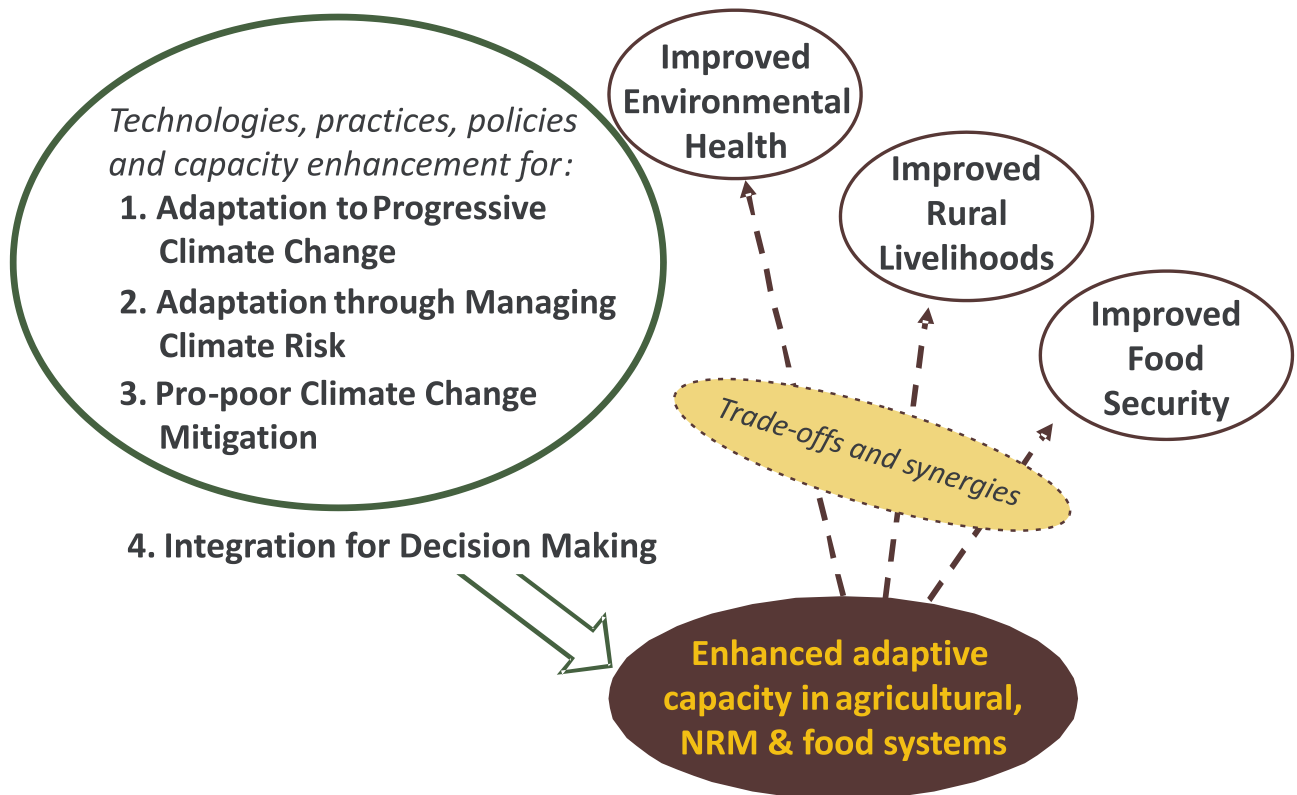 Technologies, practices, policies
and capacity enhancement for:
1. Adaptation to Progressive
Climate Change
2. Adaptation through Managing
Climate Risk
3. Pro-poor Climate Change
Mitigation
4. Integration for Decision Making
Improved
Environmental
Health
Improved
Rural
Livelihoods
Improved
Food
Security
Trade-offs and synergies
Enhanced adaptive
capacity in agricultural,
NRM & food systems